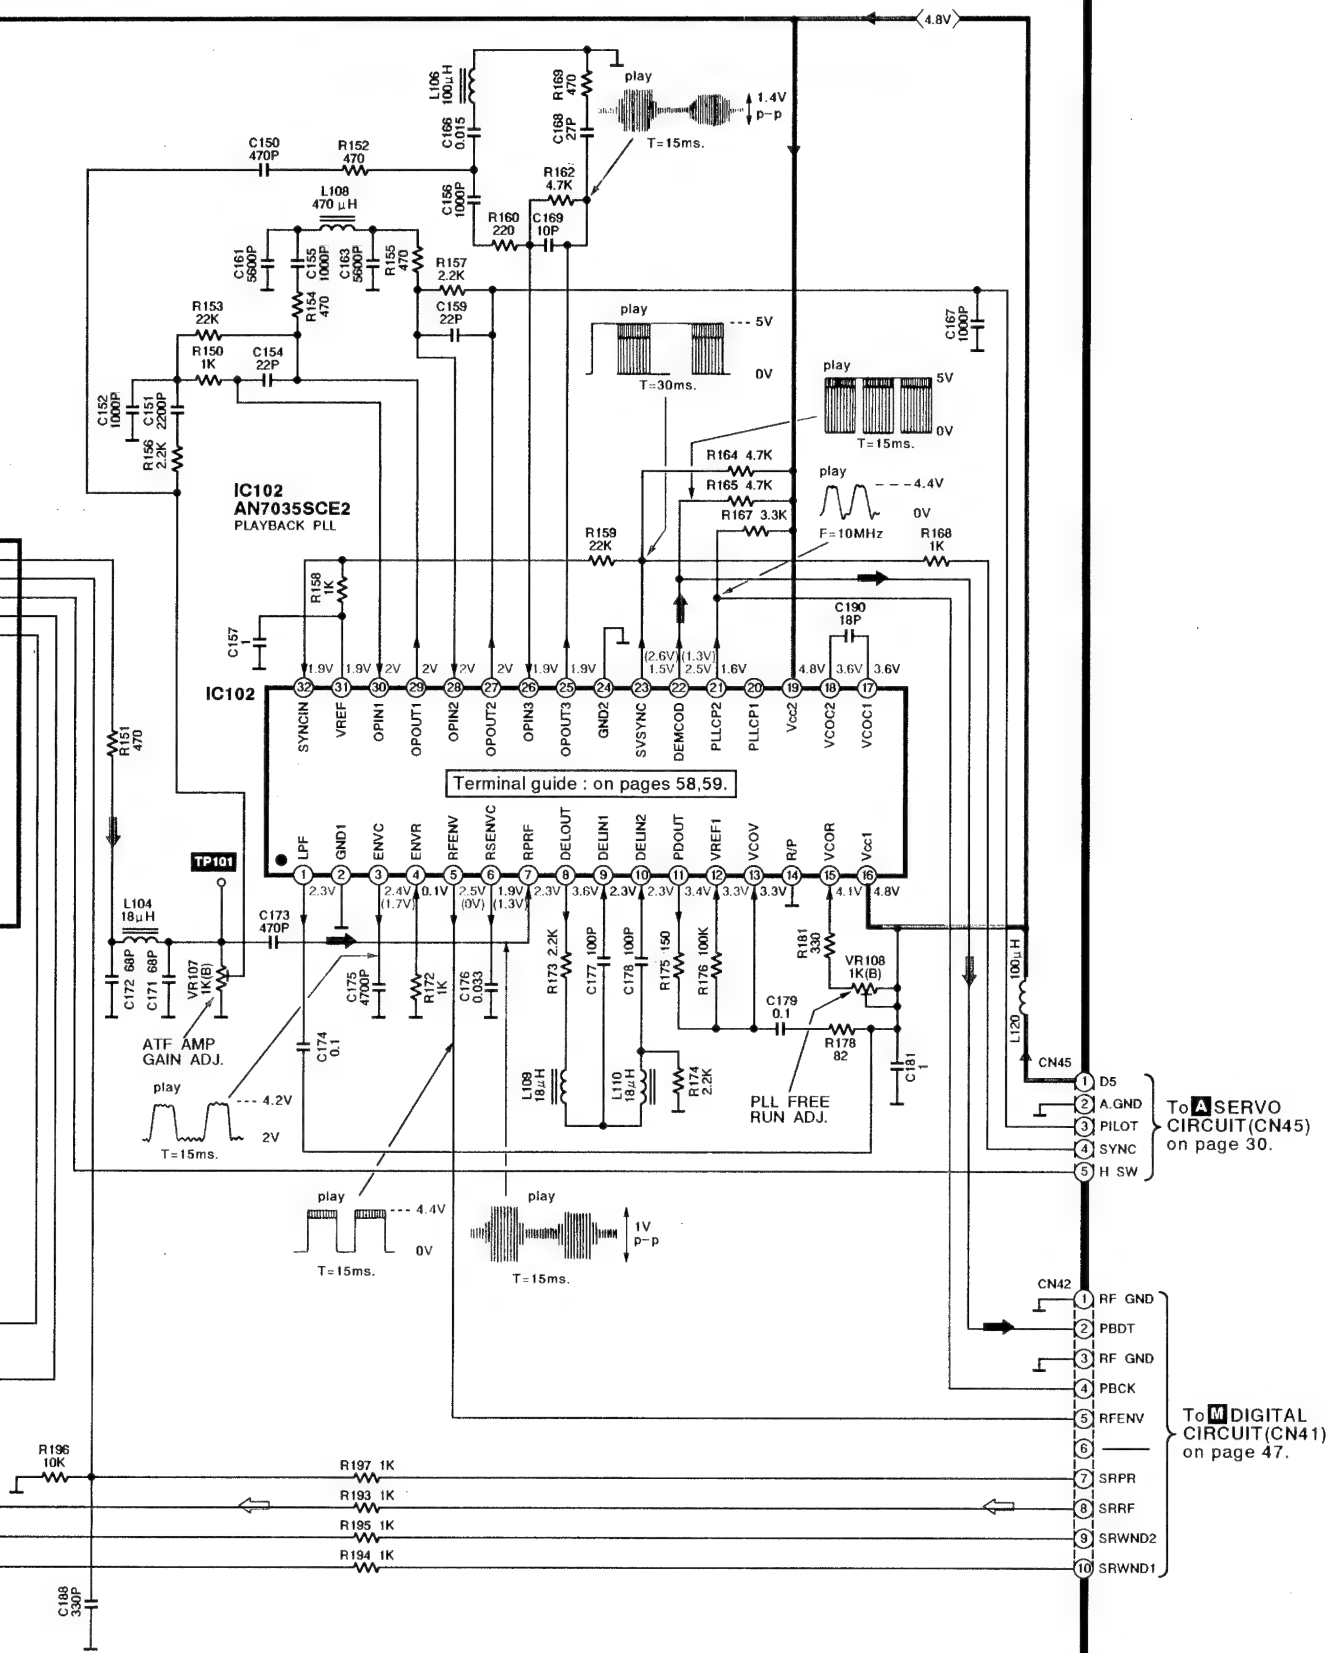 4.8V
L106
100μH
C166
0.015
R169
470
C168
27P
play
1.4V
p-p
T=15ms.
C150
470P
R152
470
C156
1000P
R162
4.7K
L108
470 μH
R160
220
C169
10P
C161
5600P
C155
1000P
C163
5600P
R155
470
R157
2.2K
R154
470
C159
22P
R153
22K
R150
1K
C154
22P
C167
1000P
play
5V
0V
T=30ms.
play
5V
0V
T=15ms.
C152
1000P
C151
2200P
R156
2.2K
R164 4.7K
R165 4.7K
R167 3.3K
play
4.4V
0V
F=10MHz
IC102
AN7035SCE2
PLAYBACK PLL
R159
22K
R168
1K
R158
1K
C157
1
C190
18P
1.9V
1.9V
2V
2V
2V
2V
1.9V
1.9V
(2.6V)
1.5V
(1.3V)
2.5V
1.6V
4.8V
3.6V
3.6V
IC102
32 31 30 29 28 27 26 25 24 23 22 21 20 19 18 17
SYNCIN
VREF
OPIN1
OPOUT1
OPIN2
OPOUT2
OPIN3
OPOUT3
GND2
SVSYNC
DEMCOD
PLLCP2
PLLCP1
Vcc2
VCOC2
VCOC1
R151
470
Terminal guide : on pages 58,59.
LPF
GND1
ENVC
ENVR
RFENV
RSENVC
RPRF
DELOUT
DELIN1
DELIN2
PDOUT
VREF1
VCOV
R/P
VCOR
Vcc1
1 2 3 4 5 6 7 8 9 10 11 12 13 14 15 16
2.3V
2.4V
(1.7V)
0.1V
2.5V
(0V)
1.9V
(1.3V)
2.3V
3.6V
2.3V
2.3V
3.4V
3.3V
3.3V
4.1V
4.8V
TP101
L104
18μH
C173
470P
C172 68P
C171 68P
VR107
1K(B)
ATF AMP
GAIN ADJ.
C174
0.1
C175
4700P
R172
1K
C176
0.033
R173 2.2K
C177 100P
C178 100P
R175 150
R176 100K
R181
330
VR108
1K(B)
C179
0.1
R178
82
C181
1
L120 100μH
L109
18μH
L110
18μH
R174
2.2K
PLL FREE
RUN ADJ.
play
4.2V
2V
T=15ms.
play
4.4V
0V
T=15ms.
play
1V
p-p
T=15ms.
CN45
1 D5
2 A.GND
3 PILOT
4 SYNC
5 H SW
To A SERVO
CIRCUIT(CN45)
on page 30.
CN42
1 RF GND
2 PBDT
3 RF GND
4 PBCK
5 RFENV
6
7 SRPR
8 SRRF
9 SRWND2
10 SRWND1
To M DIGITAL
CIRCUIT(CN41)
on page 47.
R196
10K
R197 1K
R193 1K
R195 1K
R194 1K
C188
330P